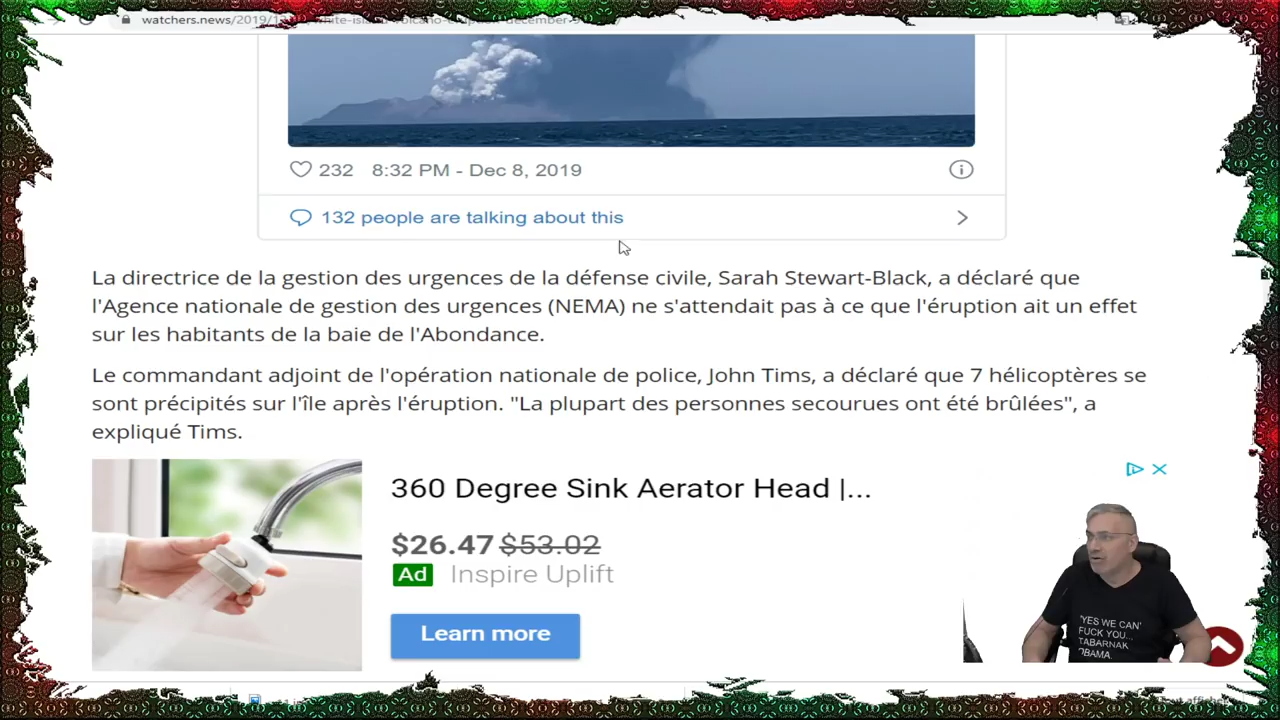 watchers.news/2019/
232 8:32 PM - Dec 8, 2019
132 people are talking about this
La directrice de la gestion des urgences de la défense civile, Sarah Stewart-Black, a déclaré que
l'Agence nationale de gestion des urgences (NEMA) ne s'attendait pas à ce que l'éruption ait un effet
sur les habitants de la baie de l'Abondance.
Le commandant adjoint de l'opération nationale de police, John Tims, a déclaré que 7 hélicoptères se
sont précipités sur l'île après l'éruption. "La plupart des personnes secourues ont été brûlées", a
expliqué Tims.
360 Degree Sink Aerator Head |...
$26.47 $53.02
Ad Inspire Uplift
Learn more
"YES WE CAN'
FUCK YOU...
TABARNAK
OBAMA.